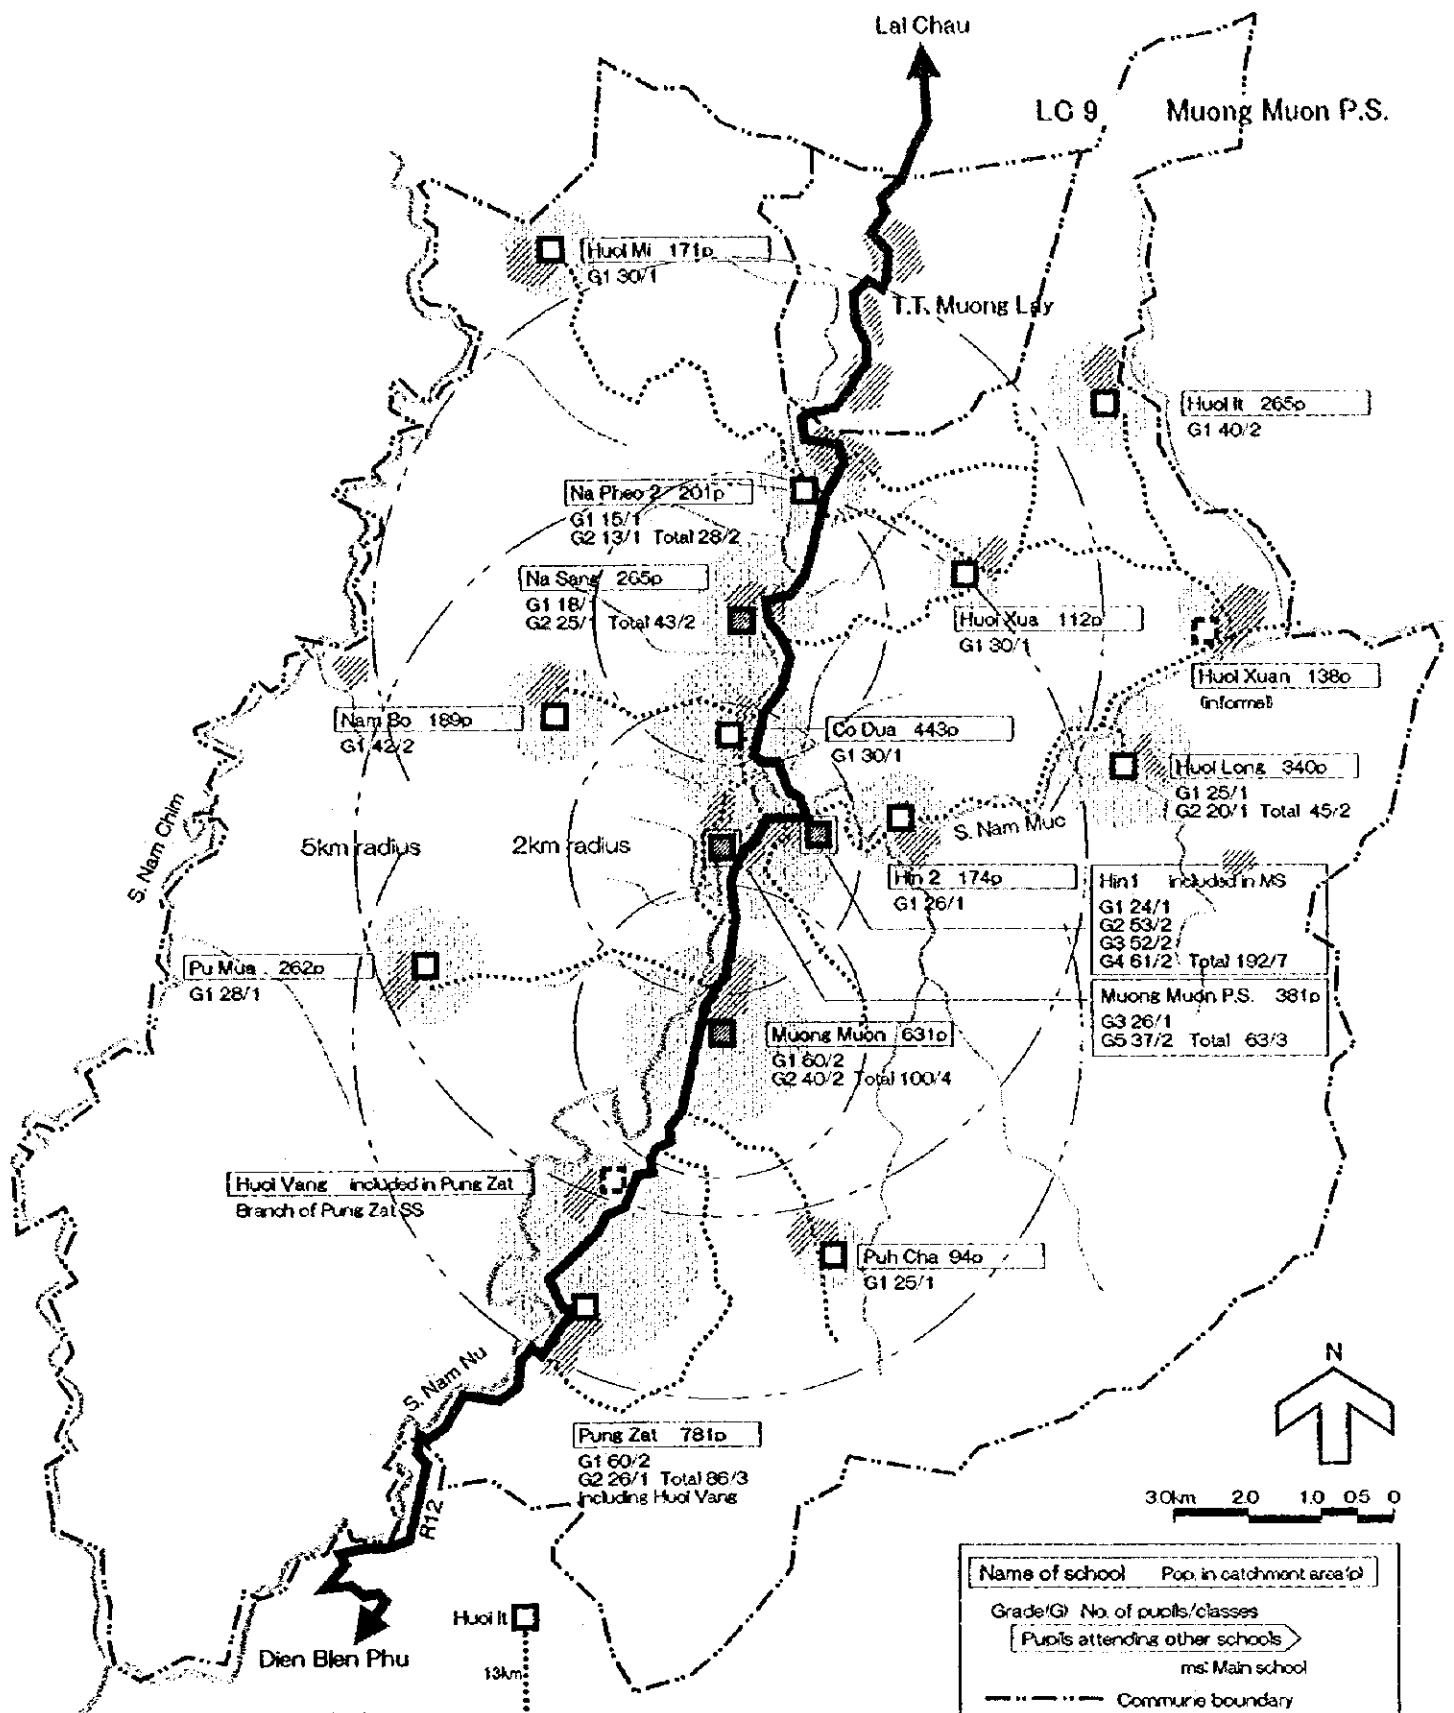 Lai Chau
LC 9 Muong Muon P.S.
Huoi Mi 171p
G1 30/1
T.T. Muong Lay
Huoi It 265p
G1 40/2
Na Pheo 2 201p
G1 15/1
G2 13/1 Total 28/2
Na Sang 265p
G1 18/1
G2 25/1 Total 43/2
Huoi Xua 112p
G1 30/1
Huoi Xuan 138p
(informal)
Nam Bo 189p
G1 42/2
Co Dua 443p
G1 30/1
Huoi Long 340p
G1 25/1
G2 20/1 Total 45/2
S. Nam Chim
5km radius
2km radius
S. Nam Muc
Hin 2 174p
G1 26/1
Hin1 included in MS
G1 24/1
G2 53/2
G3 52/2
G4 61/2 Total 192/7
Pu Mua 262p
G1 28/1
Muong Muon P.S. 381p
G3 26/1
G5 37/2 Total 63/3
Muong Muon 631p
G1 60/2
G2 40/2 Total 100/4
Huoi Vang included in Pung Zat
Branch of Pung Zat SS
Puh Cha 94p
G1 25/1
S. Nam Nu
N
Pung Zat 781p
G1 60/2
G2 26/1 Total 86/3
including Huoi Vang
R12
3.0km 2.0 1.0 0.5 0
Name of school Pop. in catchment area(p)
Grade(G) No. of pupils/classes
Pupils attending other schools
ms: Main school
Commune boundary
Huoi It
13km
Dien Bien Phu